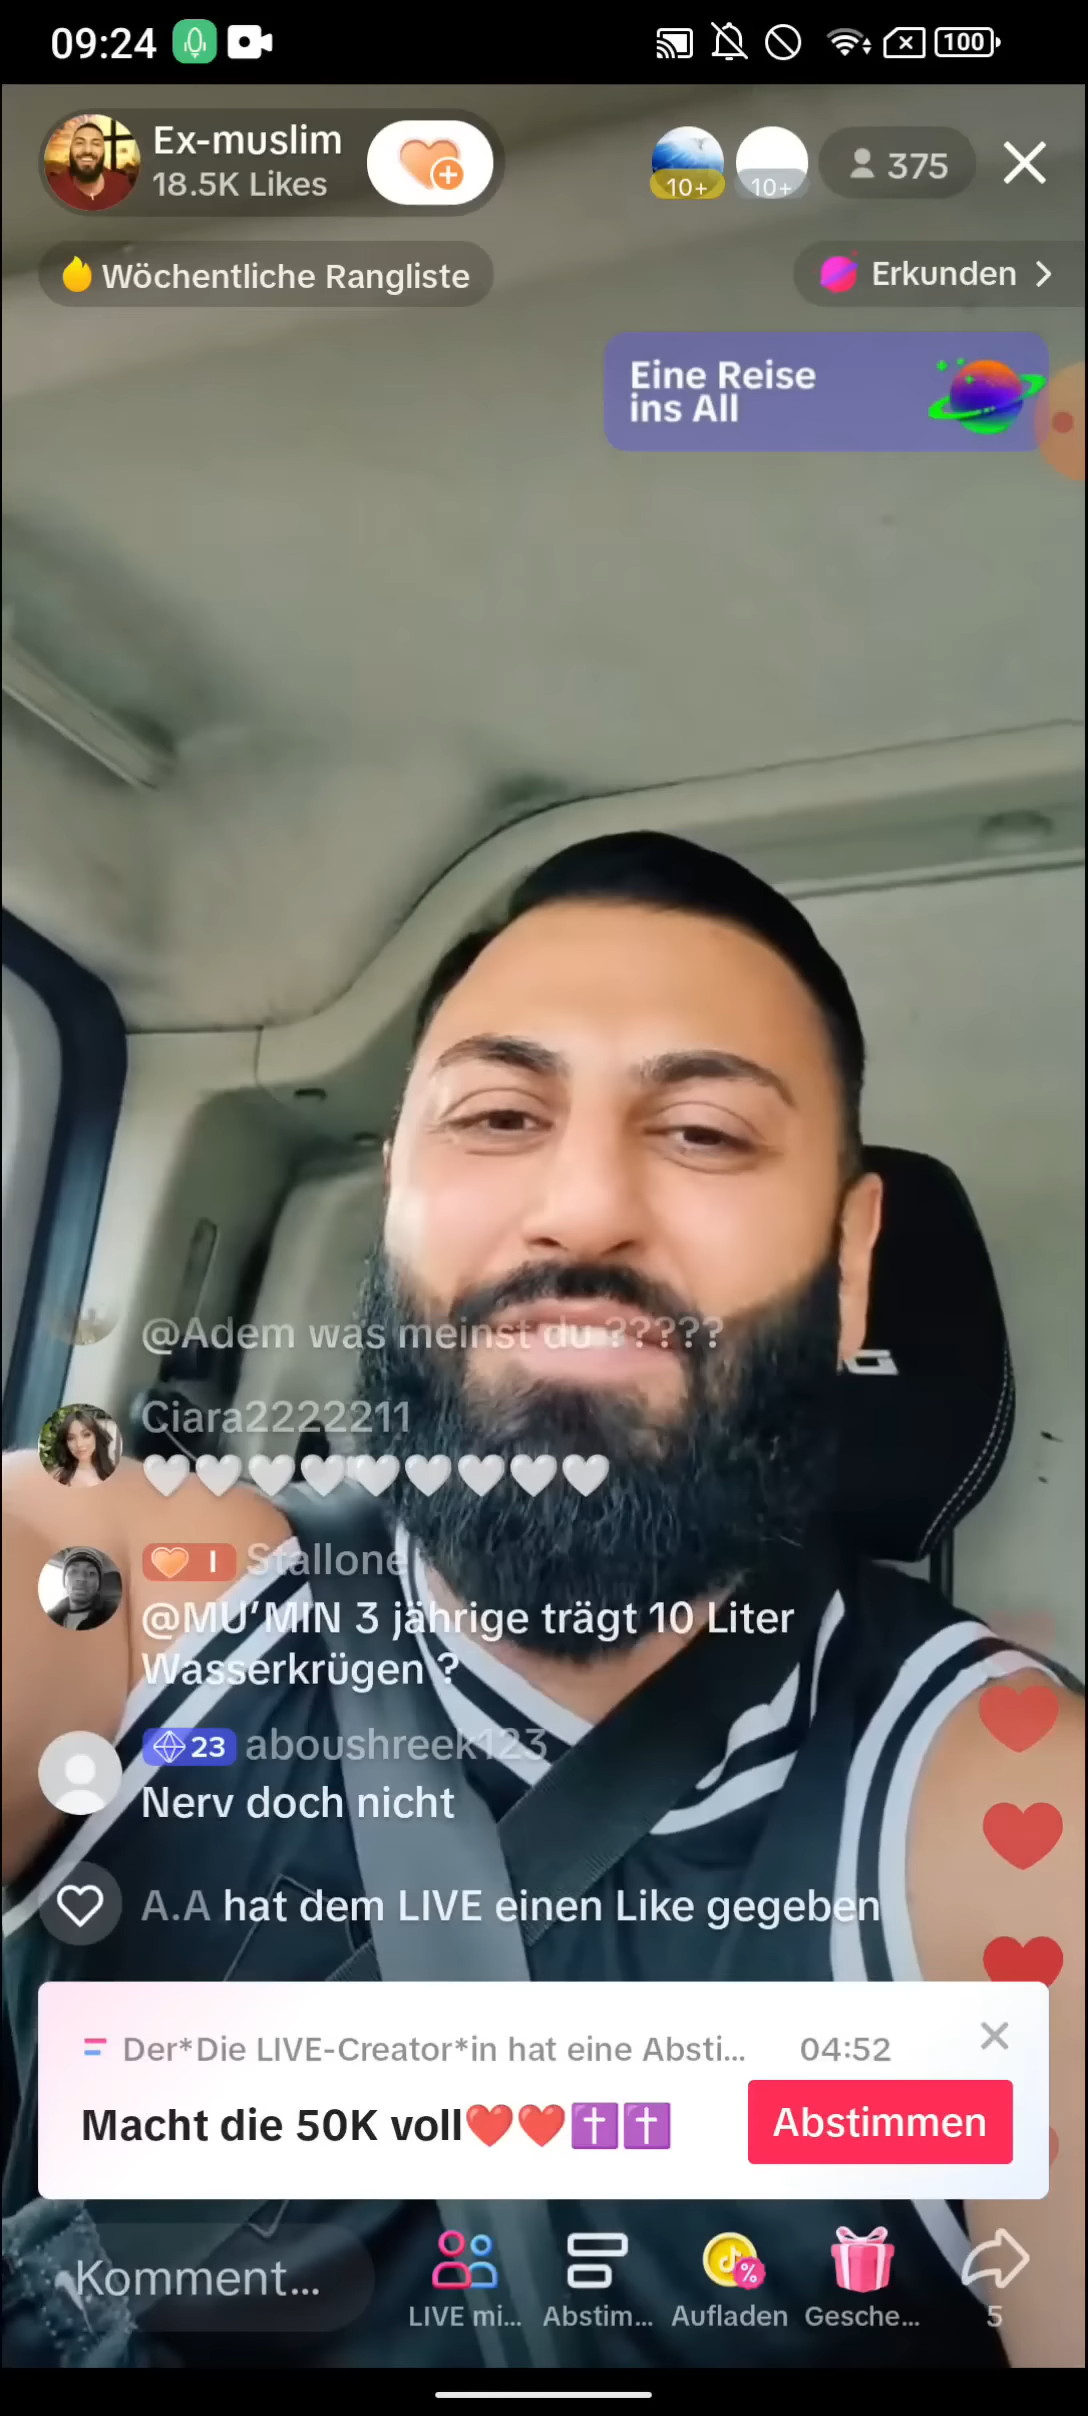 09:24
100
Ex-muslim
18.5K Likes
10+
10+
375
Wöchentliche Rangliste
Erkunden
Eine Reise
ins All
@Adem was meinst du ?????
Ciara2222211
🤍🤍🤍🤍🤍🤍🤍🤍🤍
I Stallone
@MU’MIN 3 jährige trägt 10 Liter
Wasserkrügen ?
23 aboushreek123
Nerv doch nicht
A.A hat dem LIVE einen Like gegeben
Der*Die LIVE-Creator*in hat eine Absti... 04:52
Macht die 50K voll❤️❤️✝️✝️
Abstimmen
Komment...
LIVE mi...
Abstim...
Aufladen
Gesche...
5